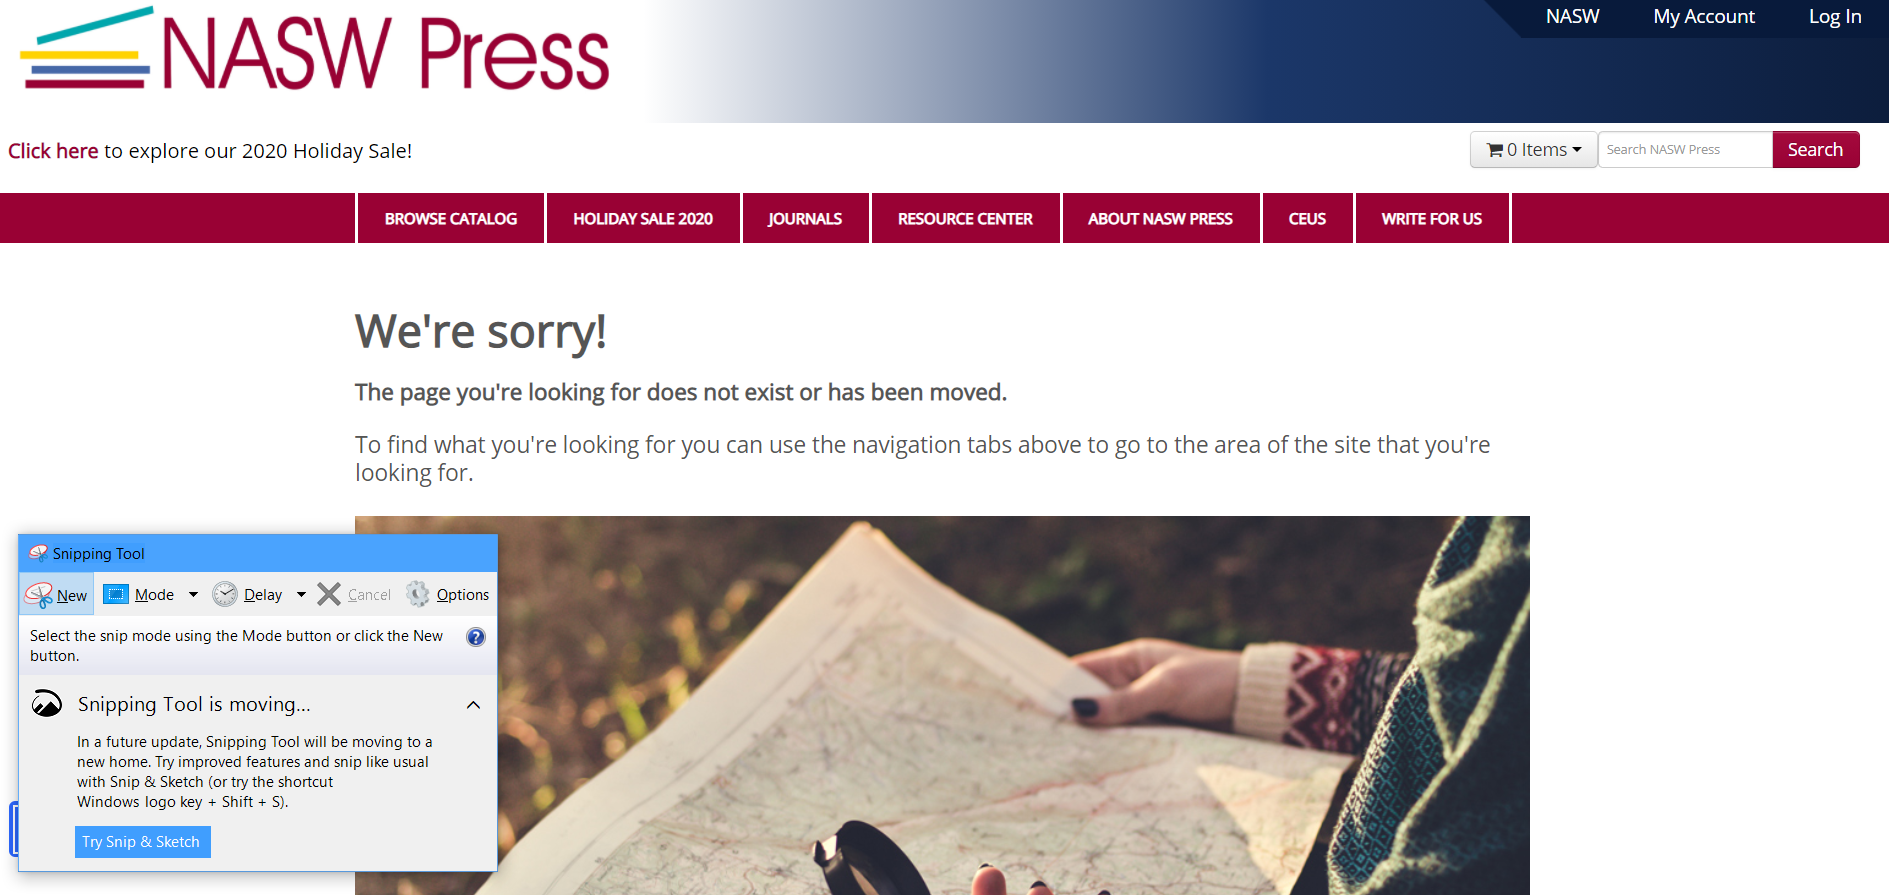 NASW Press
NASW My Account Log In
Click here to explore our 2020 Holiday Sale!
0 Items Search NASW Press Search
BROWSE CATALOG HOLIDAY SALE 2020 JOURNALS RESOURCE CENTER ABOUT NASW PRESS CEUS WRITE FOR US
We're sorry!
The page you're looking for does not exist or has been moved.
To find what you're looking for you can use the navigation tabs above to go to the area of the site that you're
looking for.
Snipping Tool
New Mode Delay Cancel Options
Select the snip mode using the Mode button or click the New
button.
Snipping Tool is moving...
In a future update, Snipping Tool will be moving to a
new home. Try improved features and snip like usual
with Snip & Sketch (or try the shortcut
Windows logo key + Shift + S).
Try Snip & Sketch